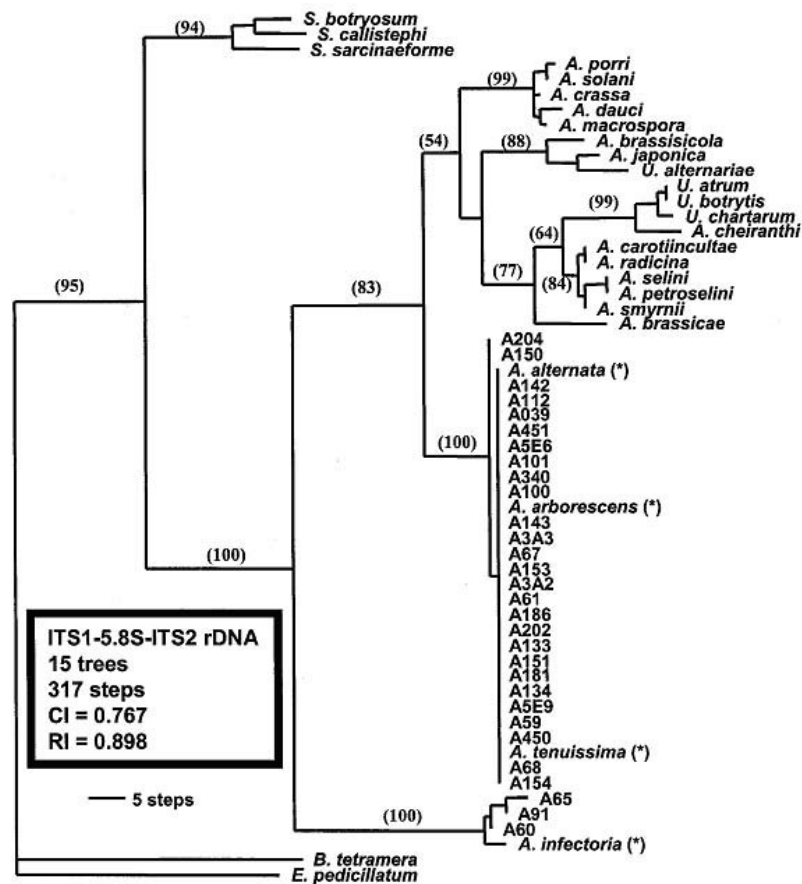 (94)
S. botryosum
S. callistephi
S. sarcinaeforme
(99)
A. porri
A. solani
A. crassa
A. dauci
A. macrospora
(54)
(88)
A. brassisicola
A. japonica
U. alternariae
(99)
U. atrum
U. botrytis
U. chartarum
A. cheiranthi
(64)
(77)
(84)
A. carotiincultae
A. radicina
A. selini
A. petroselini
A. smyrnii
A. brassicae
(95)
(83)
A204
A150
A. alternata (*)
A142
A112
A039
A451
A5E6
(100)
A101
A340
A100
A. arborescens (*)
A143
A3A3
A67
A153
A3A2
A61
A186
A202
A133
A151
A181
A134
A5E9
A59
A450
A. tenuissima (*)
A68
A154
(100)
(100)
A65
A91
A60
A. infectoria (*)
ITS1-5.8S-ITS2 rDNA
15 trees
317 steps
CI = 0.767
RI = 0.898
5 steps
B. tetramera
E. pedicillatum